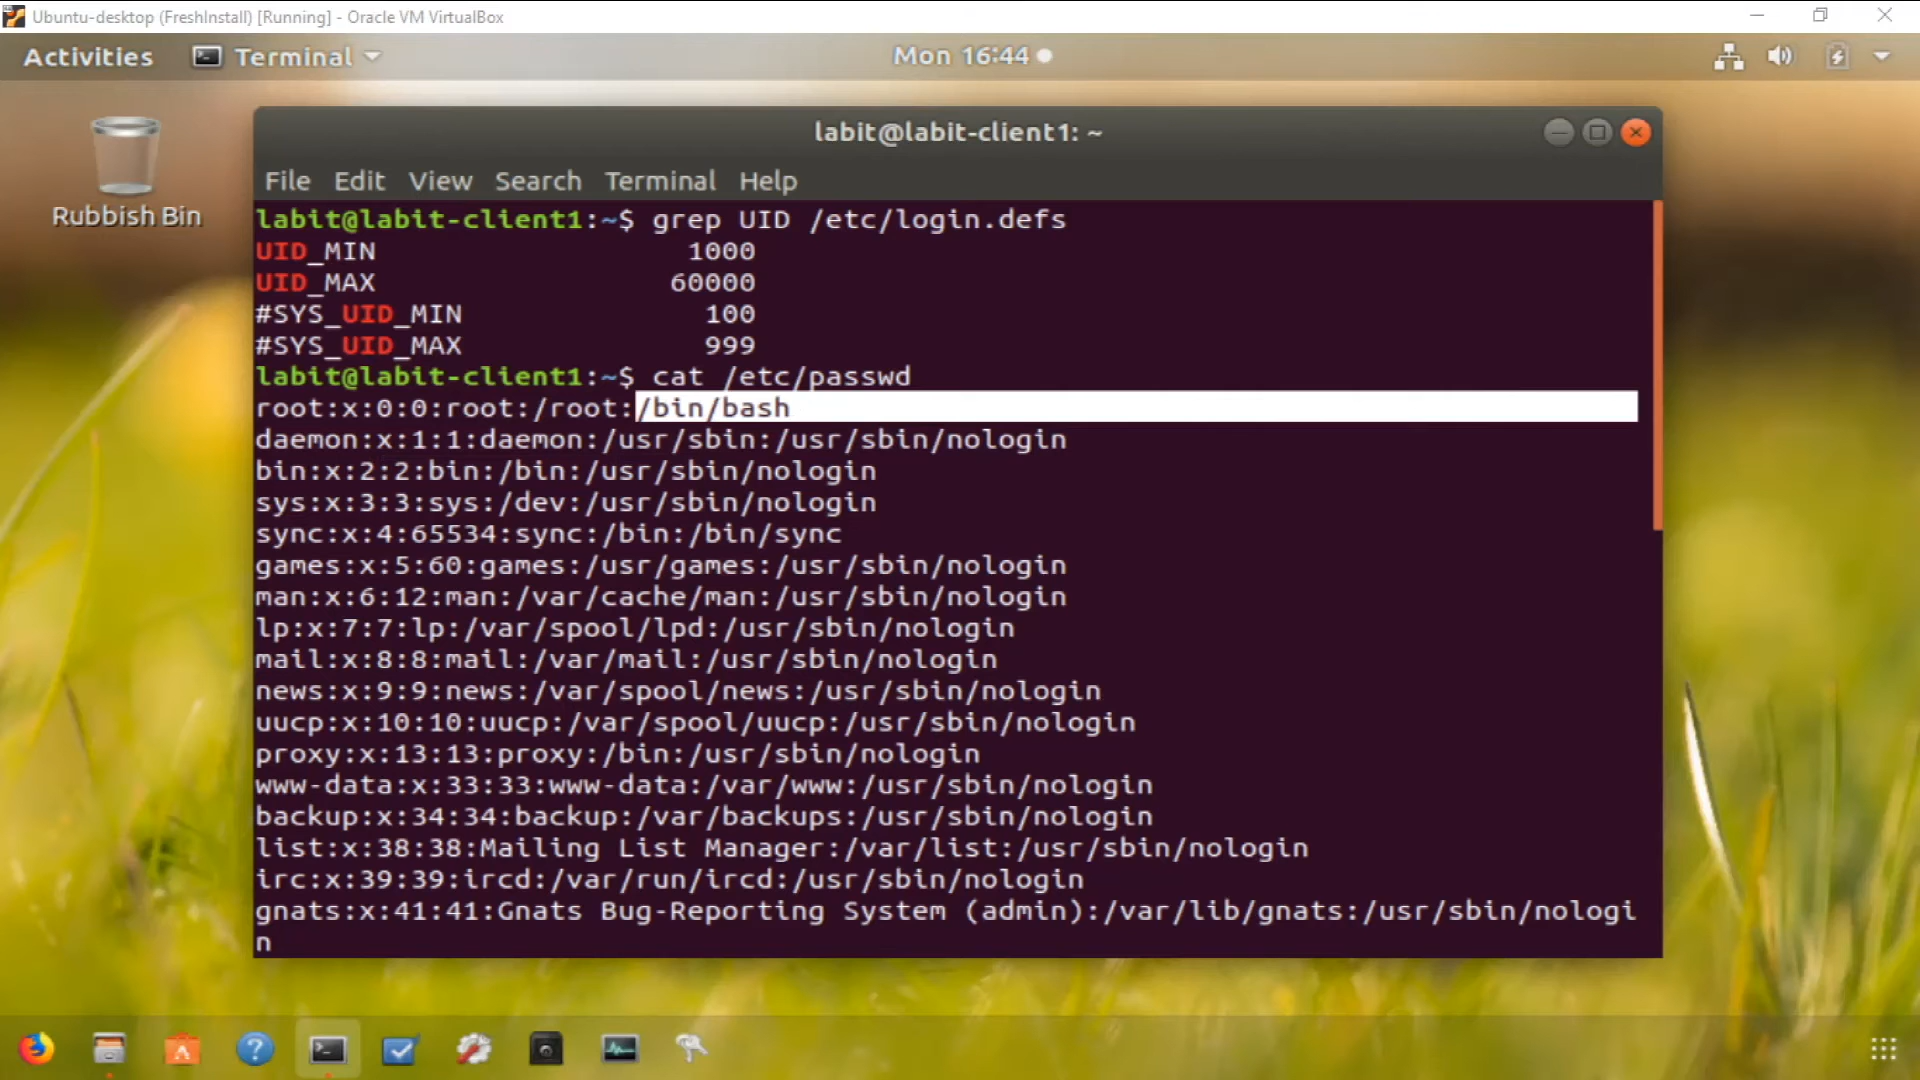 Ubuntu-desktop (FreshInstall) [Running] - Oracle VM VirtualBox
Activities Terminal Mon 16:44
Rubbish Bin
labit@labit-client1: ~
File Edit View Search Terminal Help
labit@labit-client1:~$ grep UID /etc/login.defs
UID_MIN 1000
UID_MAX 60000
#SYS_UID_MIN 100
#SYS_UID_MAX 999
labit@labit-client1:~$ cat /etc/passwd
root:x:0:0:root:/root:/bin/bash
daemon:x:1:1:daemon:/usr/sbin:/usr/sbin/nologin
bin:x:2:2:bin:/bin:/usr/sbin/nologin
sys:x:3:3:sys:/dev:/usr/sbin/nologin
sync:x:4:65534:sync:/bin:/bin/sync
games:x:5:60:games:/usr/games:/usr/sbin/nologin
man:x:6:12:man:/var/cache/man:/usr/sbin/nologin
lp:x:7:7:lp:/var/spool/lpd:/usr/sbin/nologin
mail:x:8:8:mail:/var/mail:/usr/sbin/nologin
news:x:9:9:news:/var/spool/news:/usr/sbin/nologin
uucp:x:10:10:uucp:/var/spool/uucp:/usr/sbin/nologin
proxy:x:13:13:proxy:/bin:/usr/sbin/nologin
www-data:x:33:33:www-data:/var/www:/usr/sbin/nologin
backup:x:34:34:backup:/var/backups:/usr/sbin/nologin
list:x:38:38:Mailing List Manager:/var/list:/usr/sbin/nologin
irc:x:39:39:ircd:/var/run/ircd:/usr/sbin/nologin
gnats:x:41:41:Gnats Bug-Reporting System (admin):/var/lib/gnats:/usr/sbin/nologi
n